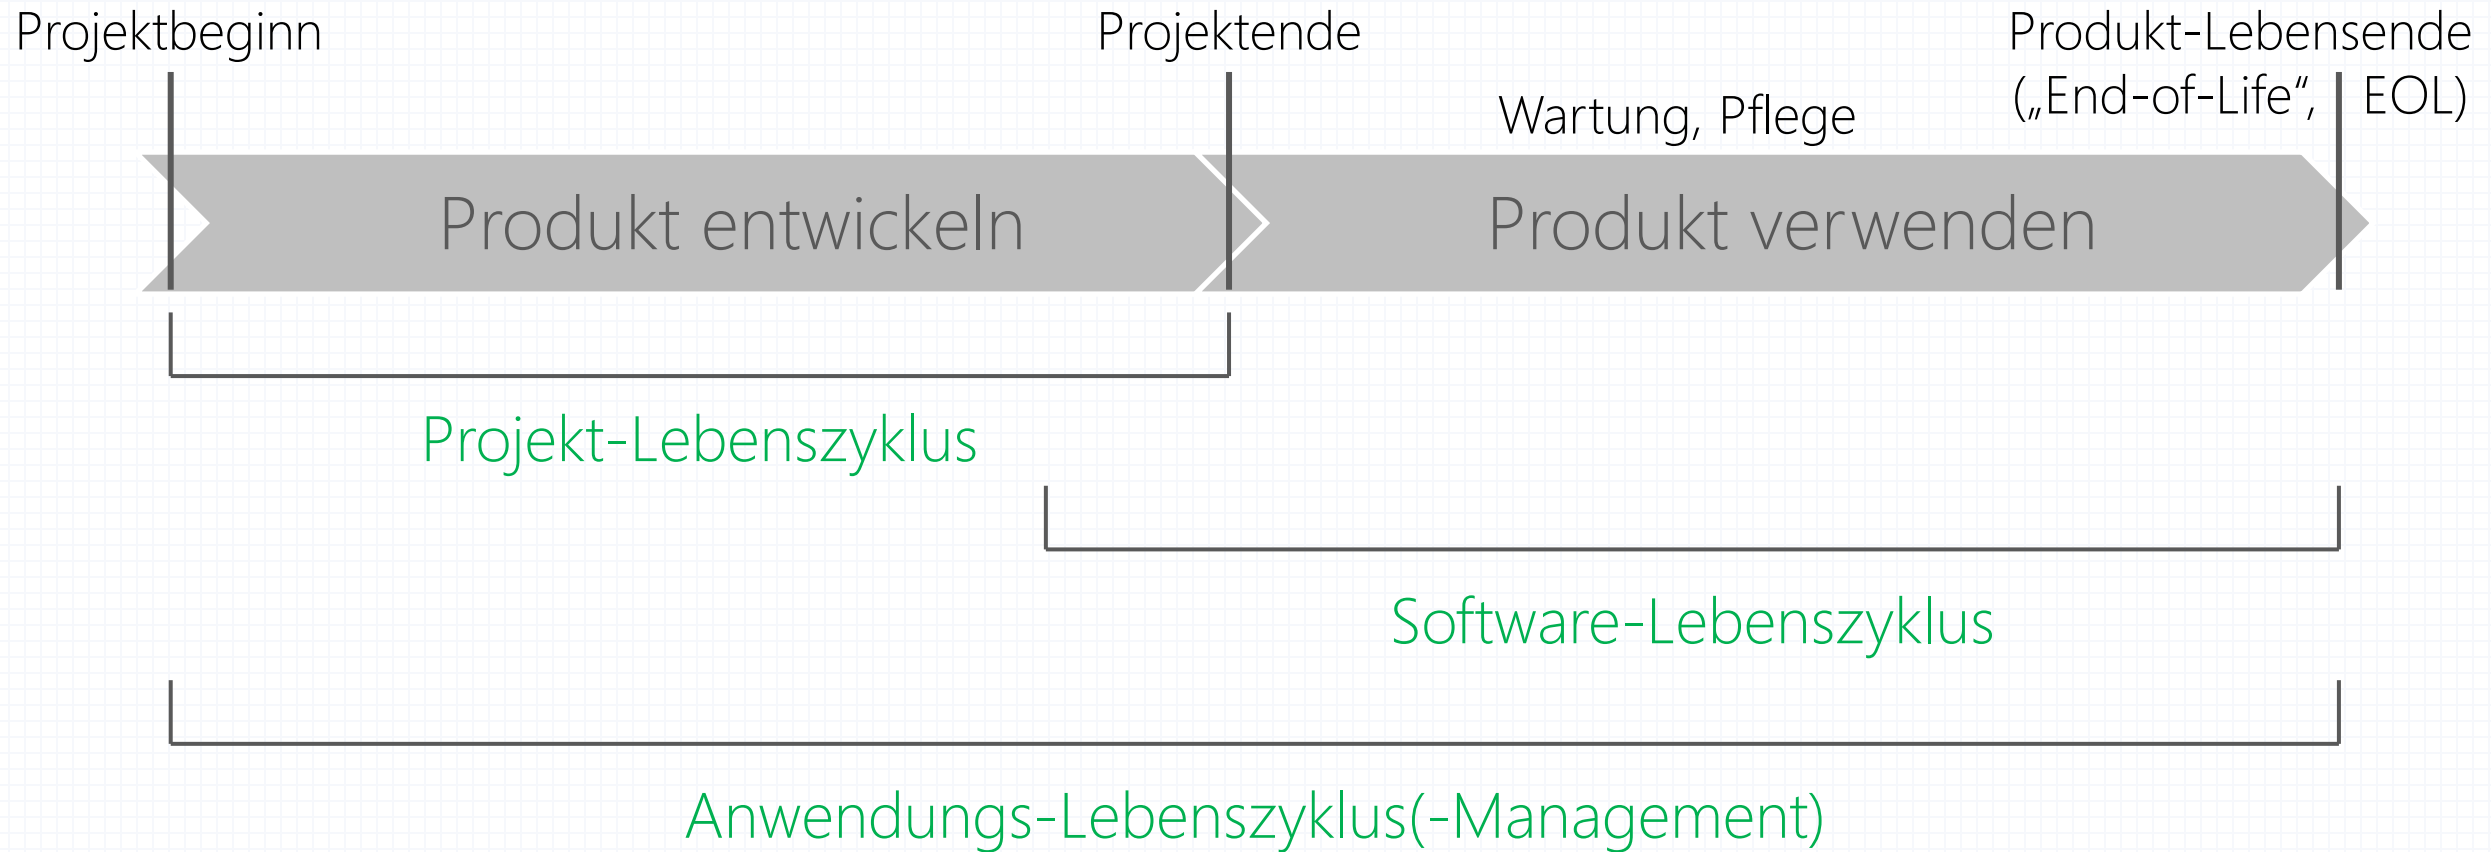 Projektbeginn
Projektende
Produkt-Lebensende
(„End-of-Life“, EOL)
Wartung, Pflege
Produkt entwickeln
Produkt verwenden
Projekt-Lebenszyklus
Software-Lebenszyklus
Anwendungs-Lebenszyklus(-Management)